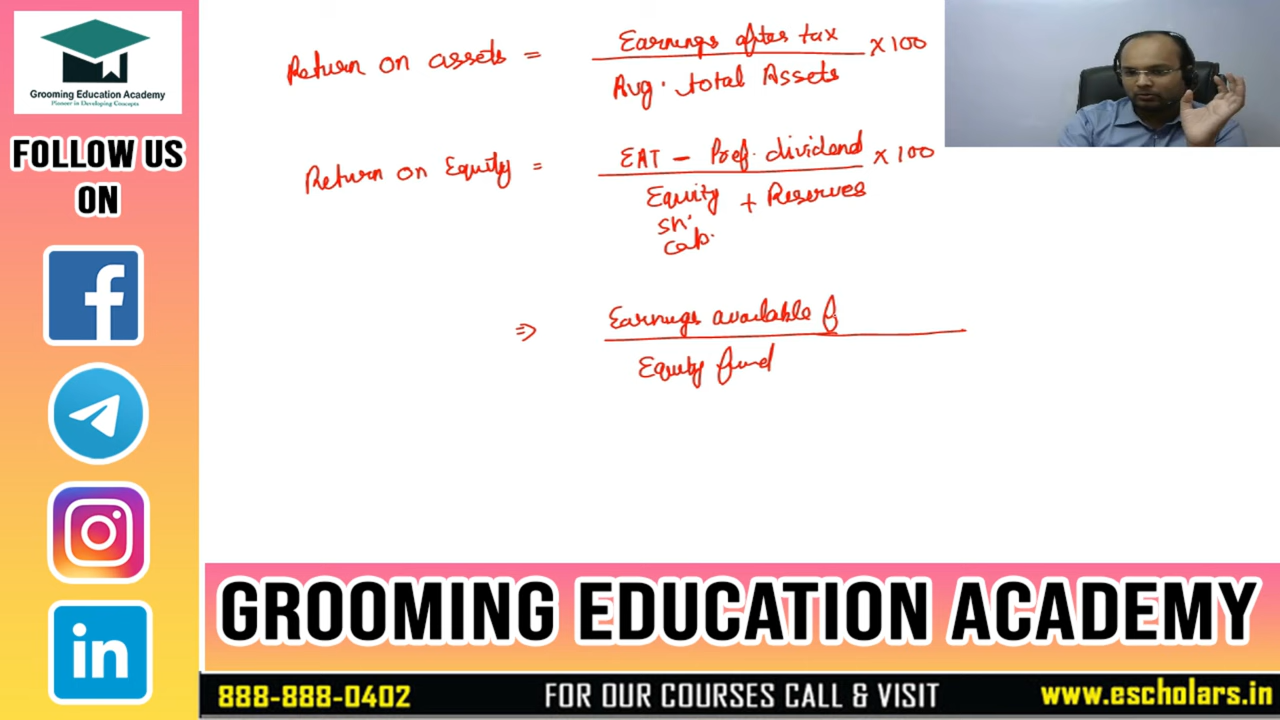 Grooming Education Academy
Pioneer in Developing Concepts
FOLLOW US
ON
Return on assets = Earnings after tax × 100
Avg. total Assets
Return on Equity = EAT - Pref. dividend × 100
Equity + Reserves
sh.
cap.
⇒ Earnings available f
Equity fund
GROOMING EDUCATION ACADEMY
888-888-0402 FOR OUR COURSES CALL & VISIT www.escholars.in